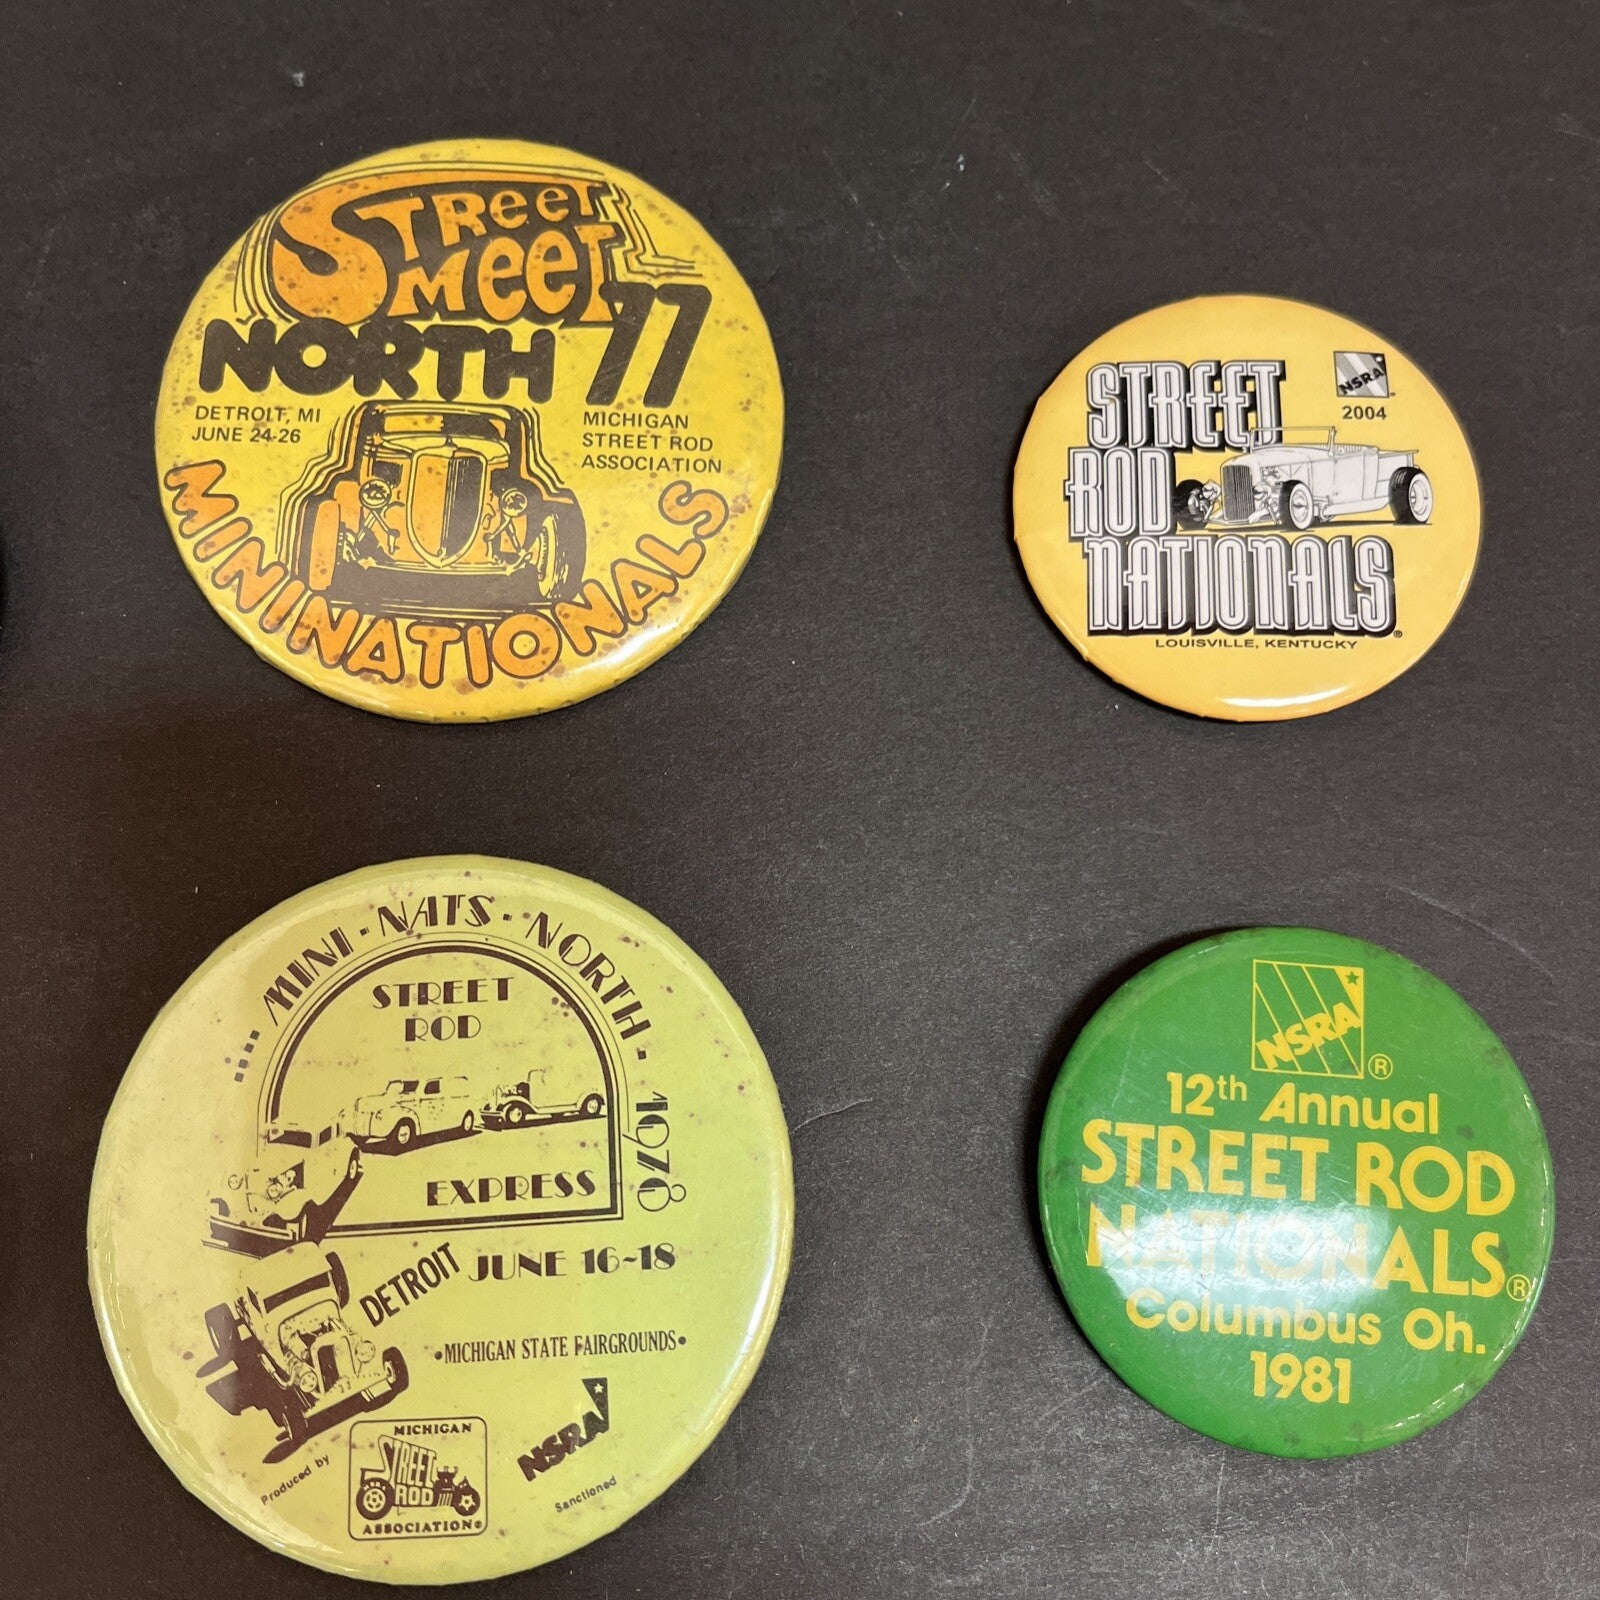 STReeT
MeeT
NORTH 77
DETROIT, MI
JUNE 24-26
MICHIGAN
STREET ROD
ASSOCIATION
MININATIONALS
STREET
ROD
NATIONALS®
NSRA
2004
LOUISVILLE, KENTUCKY
MINI·NATS·NORTH·1978
STREET
ROD
EXPRESS
DETROIT JUNE 16~18
•MICHIGAN STATE FAIRGROUNDS•
Produced by
MICHIGAN
STREET
ROD
ASSOCIATION®
NSRA
Sanctioned
NSRA®
12th Annual
STREET ROD
NATIONALS®
Columbus Oh.
1981